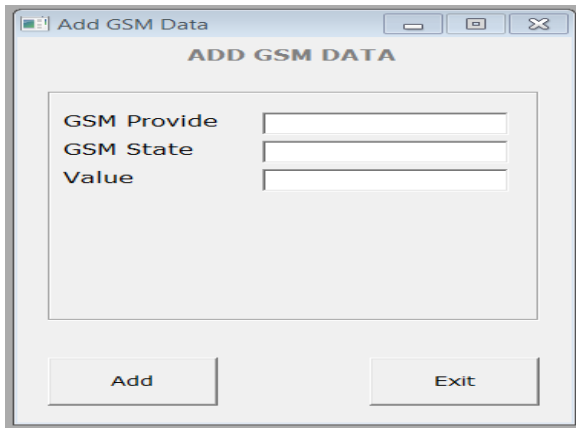 Add GSM Data
ADD GSM DATA
GSM Provide
GSM State
Value
Add Exit